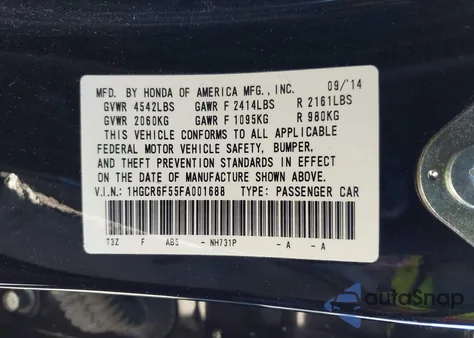 MFD. BY HONDA OF AMERICA MFG., INC. 09/'14
GVWR 4542LBS GAWR F 2414LBS R 2161LBS
GVWR 2060KG GAWR F 1095KG R 980KG
THIS VEHICLE CONFORMS TO ALL APPLICABLE
FEDERAL MOTOR VEHICLE SAFETY, BUMPER,
AND THEFT PREVENTION STANDARDS IN EFFECT
ON THE DATE OF MANUFACTURE SHOWN ABOVE.
V.I.N.: 1HGCR6F55FA001688 TYPE: PASSENGER CAR
T3Z F ABS - NH731P - A - A
autoSnap